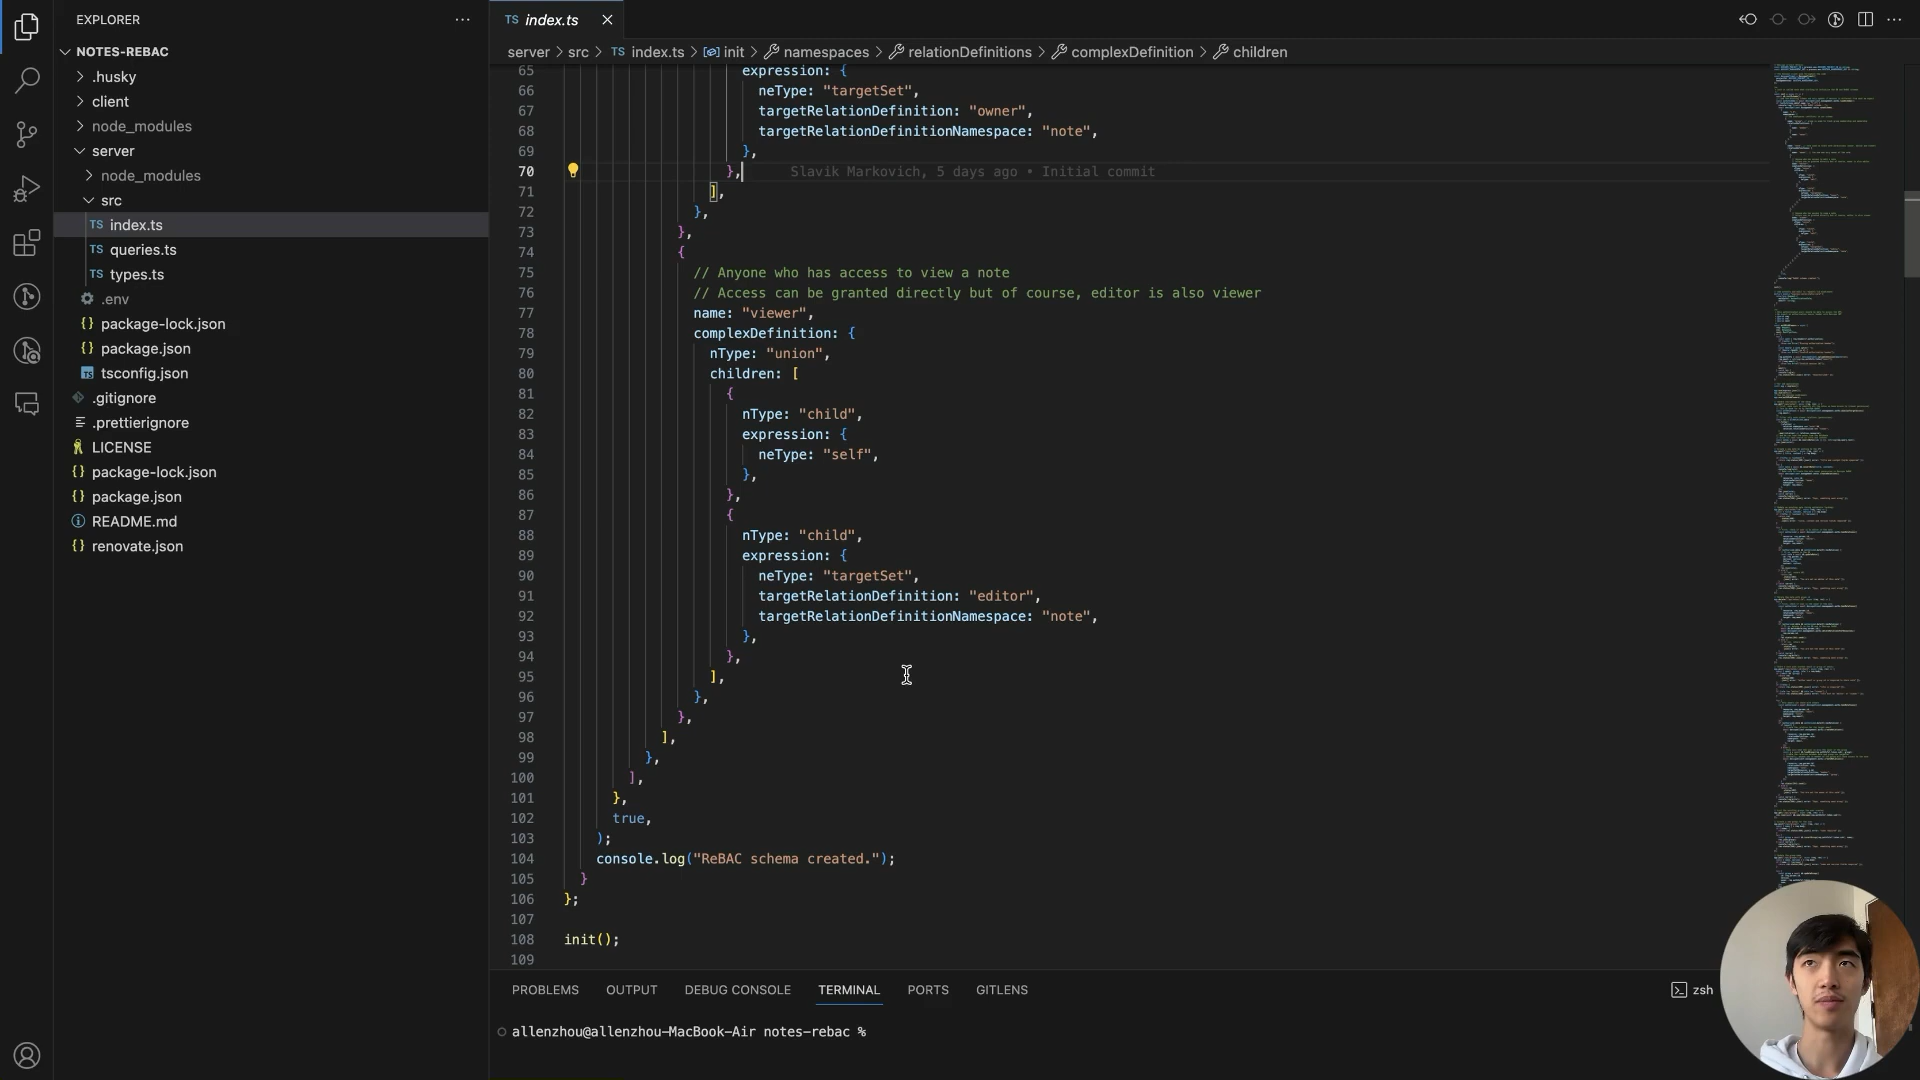 EXPLORER
NOTES-REBAC
.husky
client
node_modules
server
node_modules
src
TS index.ts
TS queries.ts
TS types.ts
.env
{} package-lock.json
{} package.json
TS tsconfig.json
.gitignore
.prettierignore
LICENSE
{} package-lock.json
{} package.json
README.md
{} renovate.json
TS index.ts
server > src > TS index.ts > init > namespaces > relationDefinitions > complexDefinition > children
65 expression: {
66 neType: "targetSet",
67 targetRelationDefinition: "owner",
68 targetRelationDefinitionNamespace: "note",
69 },
70 }, Slavik Markovich, 5 days ago • Initial commit
71 ],
72 },
73 },
74 {
75 // Anyone who has access to view a note
76 // Access can be granted directly but of course, editor is also viewer
77 name: "viewer",
78 complexDefinition: {
79 nType: "union",
80 children: [
81 {
82 nType: "child",
83 expression: {
84 neType: "self",
85 },
86 },
87 {
88 nType: "child",
89 expression: {
90 neType: "targetSet",
91 targetRelationDefinition: "editor",
92 targetRelationDefinitionNamespace: "note",
93 },
94 },
95 ],
96 },
97 },
98 ],
99 },
100 ],
101 },
102 true,
103 );
104 console.log("ReBAC schema created.");
105 }
106 };
107
108 init();
109
PROBLEMS OUTPUT DEBUG CONSOLE TERMINAL PORTS GITLENS
zsh
allenzhou@allenzhou-MacBook-Air notes-rebac %